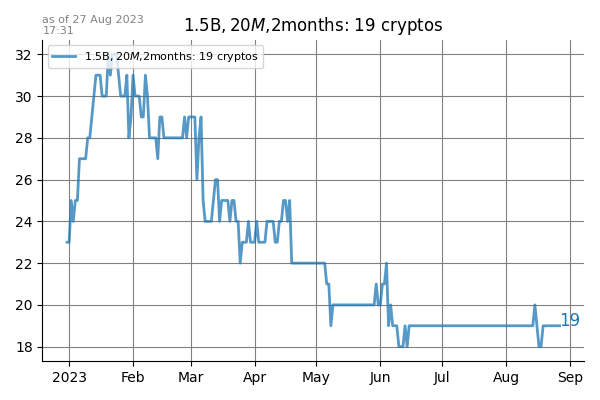 as of 27 Aug 2023
17:31
1.5B, 20M,2months: 19 cryptos
1.5B, 20M,2months: 19 cryptos
32
30
28
26
24
22
20
18
19
2023 Feb Mar Apr May Jun Jul Aug Sep